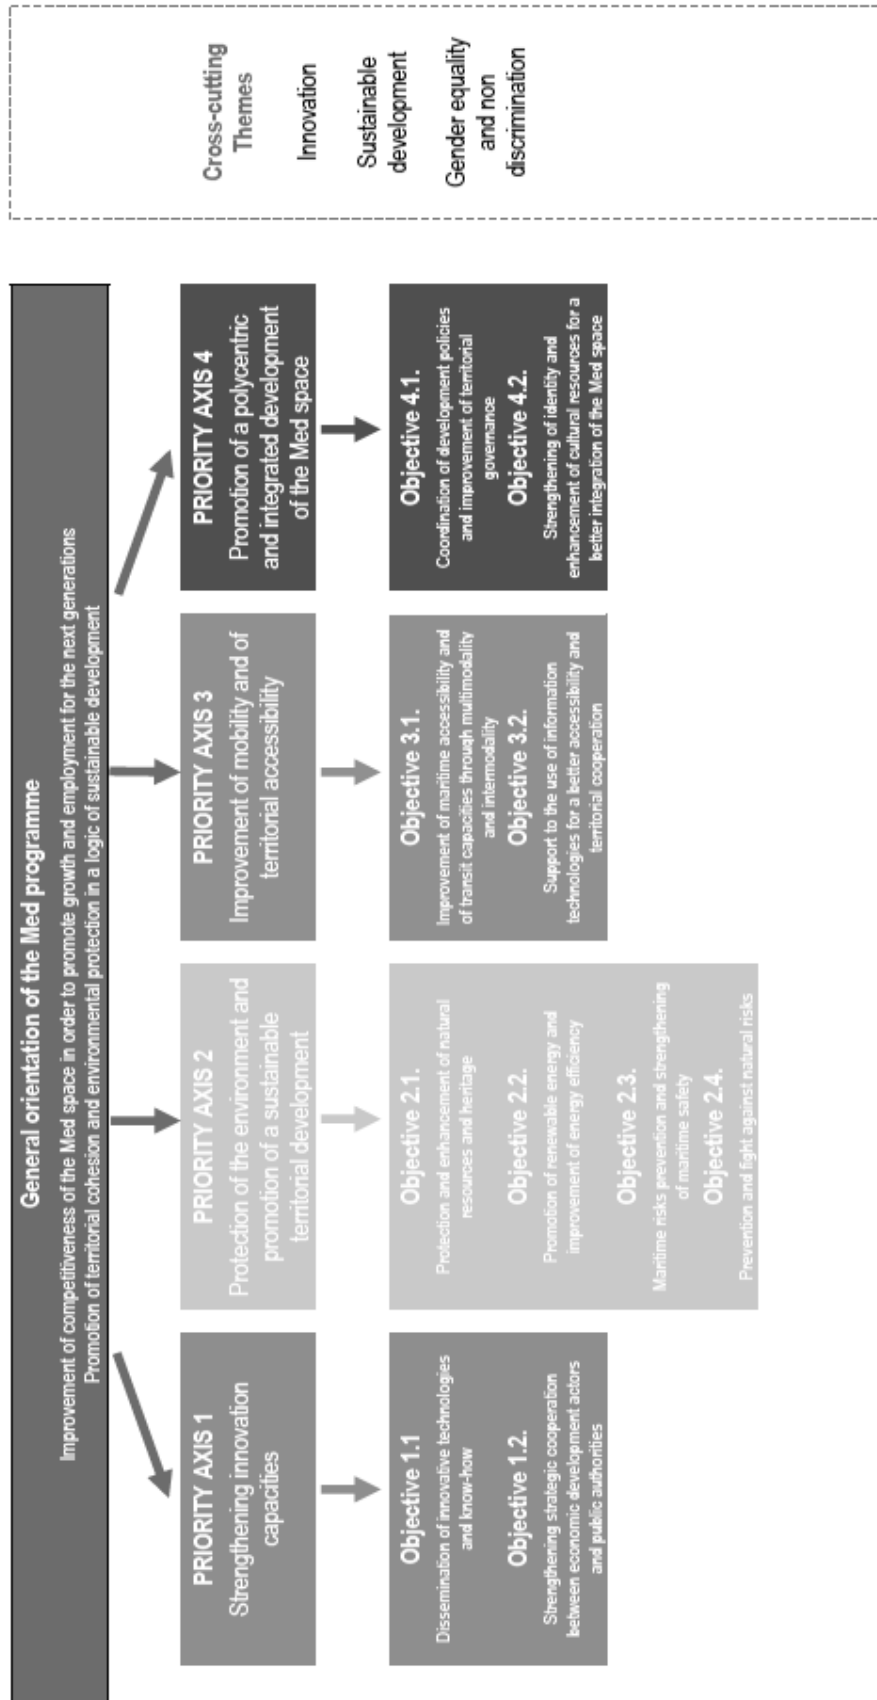 General orientation of the Med programme
Improvement of competitiveness of the Med space in order to promote growth and employment for the next generations
Promotion of territorial cohesion and environmental protection in a logic of sustainable development
PRIORITY AXIS 1
Strengthening innovation
capacities
Objective 1.1
Dissemination of innovative technologies
and know-how
Objective 1.2.
Strengthening strategic cooperation
between economic development actors
and public authorities
PRIORITY AXIS 2
Protection of the environment and
promotion of a sustainable
territorial development
Objective 2.1.
Protection and enhancement of natural
resources and heritage
Objective 2.2.
Promotion of renewable energy and
improvement of energy efficiency
Objective 2.3.
Maritime risks prevention and strengthening
of maritime safety
Objective 2.4.
Prevention and fight against natural risks
PRIORITY AXIS 3
Improvement of mobility and of
territorial accessibility
Objective 3.1.
Improvement of maritime accessibility and
of transit capacities through multimodality
and intermodality
Objective 3.2.
Support to the use of information
technologies for a better accessibility and
territorial cooperation
PRIORITY AXIS 4
Promotion of a polycentric
and integrated development
of the Med space
Objective 4.1.
Coordination of development policies
and improvement of territorial
governance
Objective 4.2.
Strengthening of identity and
enhancement of cultural resources for a
better integration of the Med space
Cross-cutting
Themes
Innovation
Sustainable
development
Gender equality
and non
discrimination